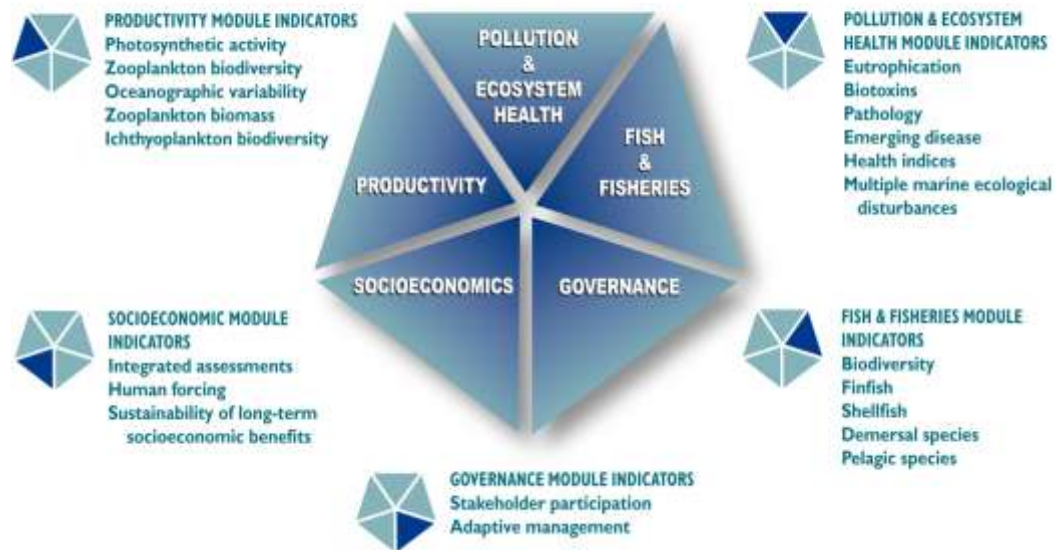 PRODUCTIVITY MODULE INDICATORS
Photosynthetic activity
Zooplankton biodiversity
Oceanographic variability
Zooplankton biomass
Ichthyoplankton biodiversity
POLLUTION
&
ECOSYSTEM
HEALTH
FISH
&
FISHERIES
PRODUCTIVITY
SOCIOECONOMICS
GOVERNANCE
POLLUTION & ECOSYSTEM
HEALTH MODULE INDICATORS
Eutrophication
Biotoxins
Pathology
Emerging disease
Health indices
Multiple marine ecological
disturbances
SOCIOECONOMIC MODULE
INDICATORS
Integrated assessments
Human forcing
Sustainability of long-term
socioeconomic benefits
FISH & FISHERIES MODULE
INDICATORS
Biodiversity
Finfish
Shellfish
Demersal species
Pelagic species
GOVERNANCE MODULE INDICATORS
Stakeholder participation
Adaptive management